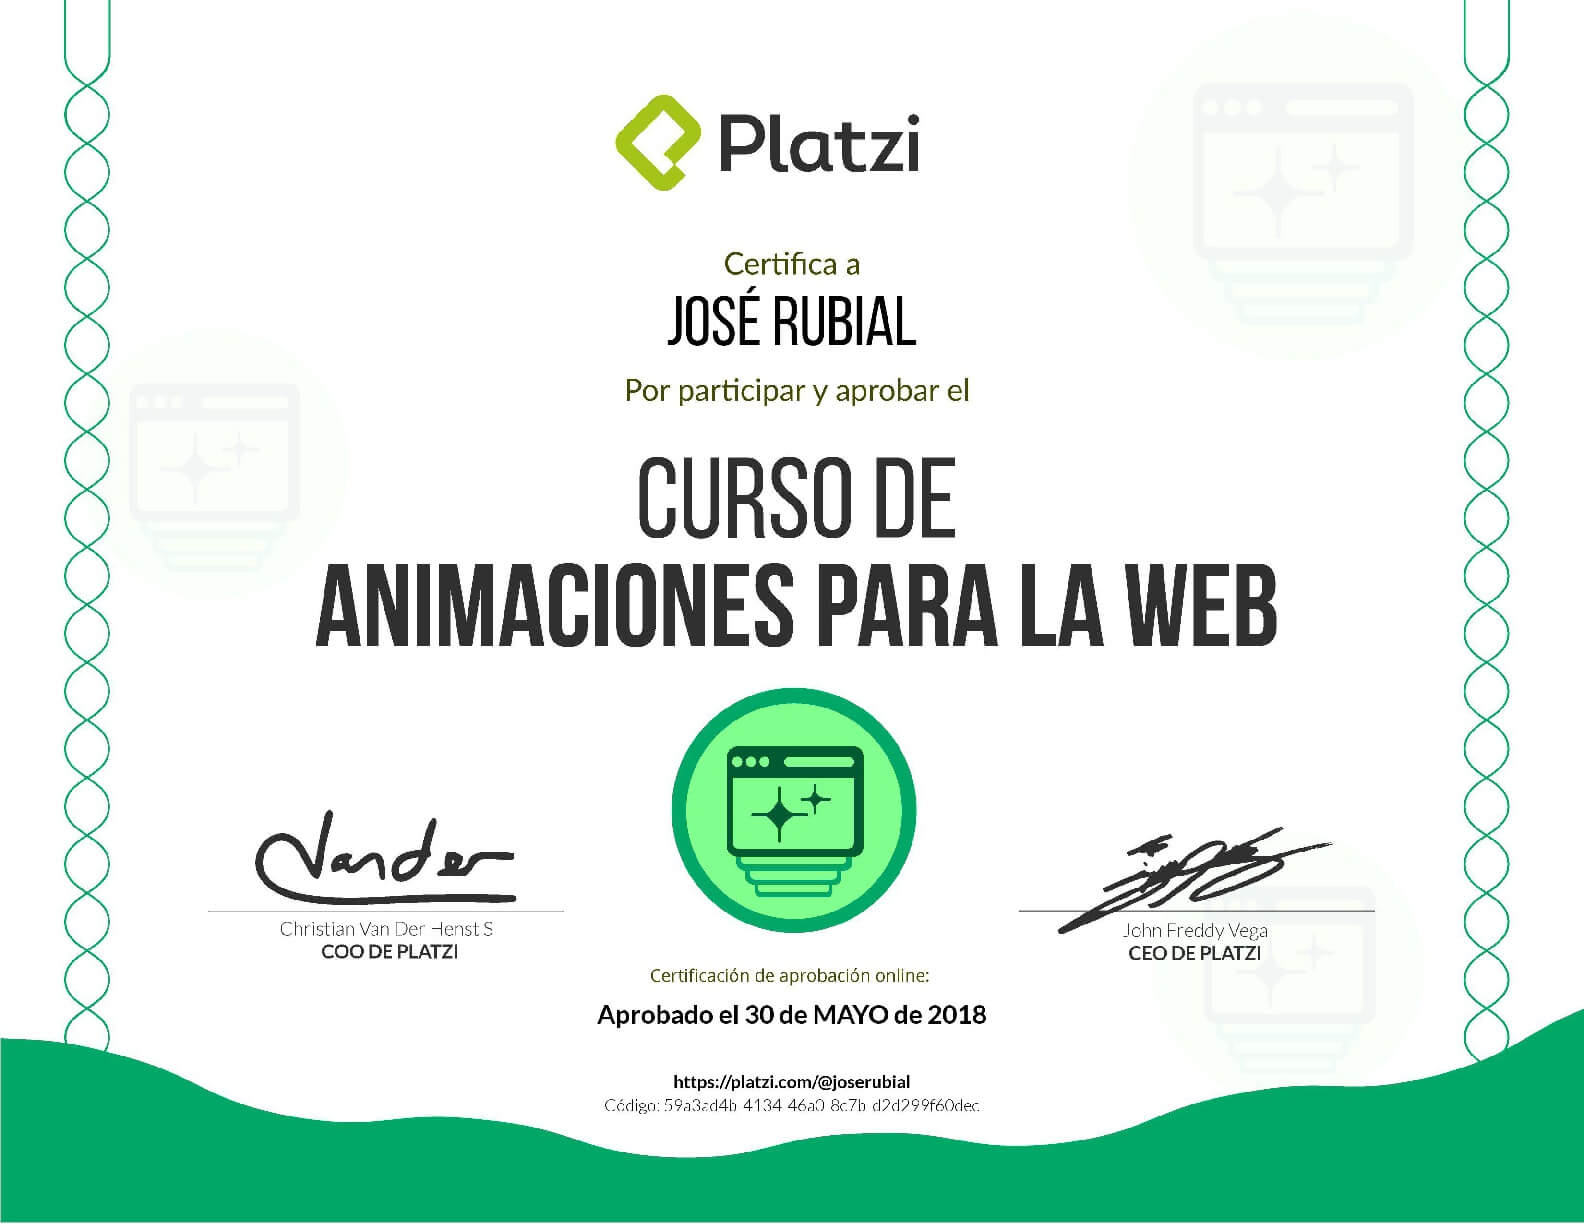 Platzi
Certifica a
JOSÉ RUBIAL
Por participar y aprobar el
CURSO DE
ANIMACIONES PARA LA WEB
Vander
Christian Van Der Henst S
COO DE PLATZI
John Freddy Vega
CEO DE PLATZI
Certificación de aprobación online:
Aprobado el 30 de MAYO de 2018
https://platzi.com/@joserubial
Código: 59a3ad4b-4134-46a0-8c7b-d2d299f60dec